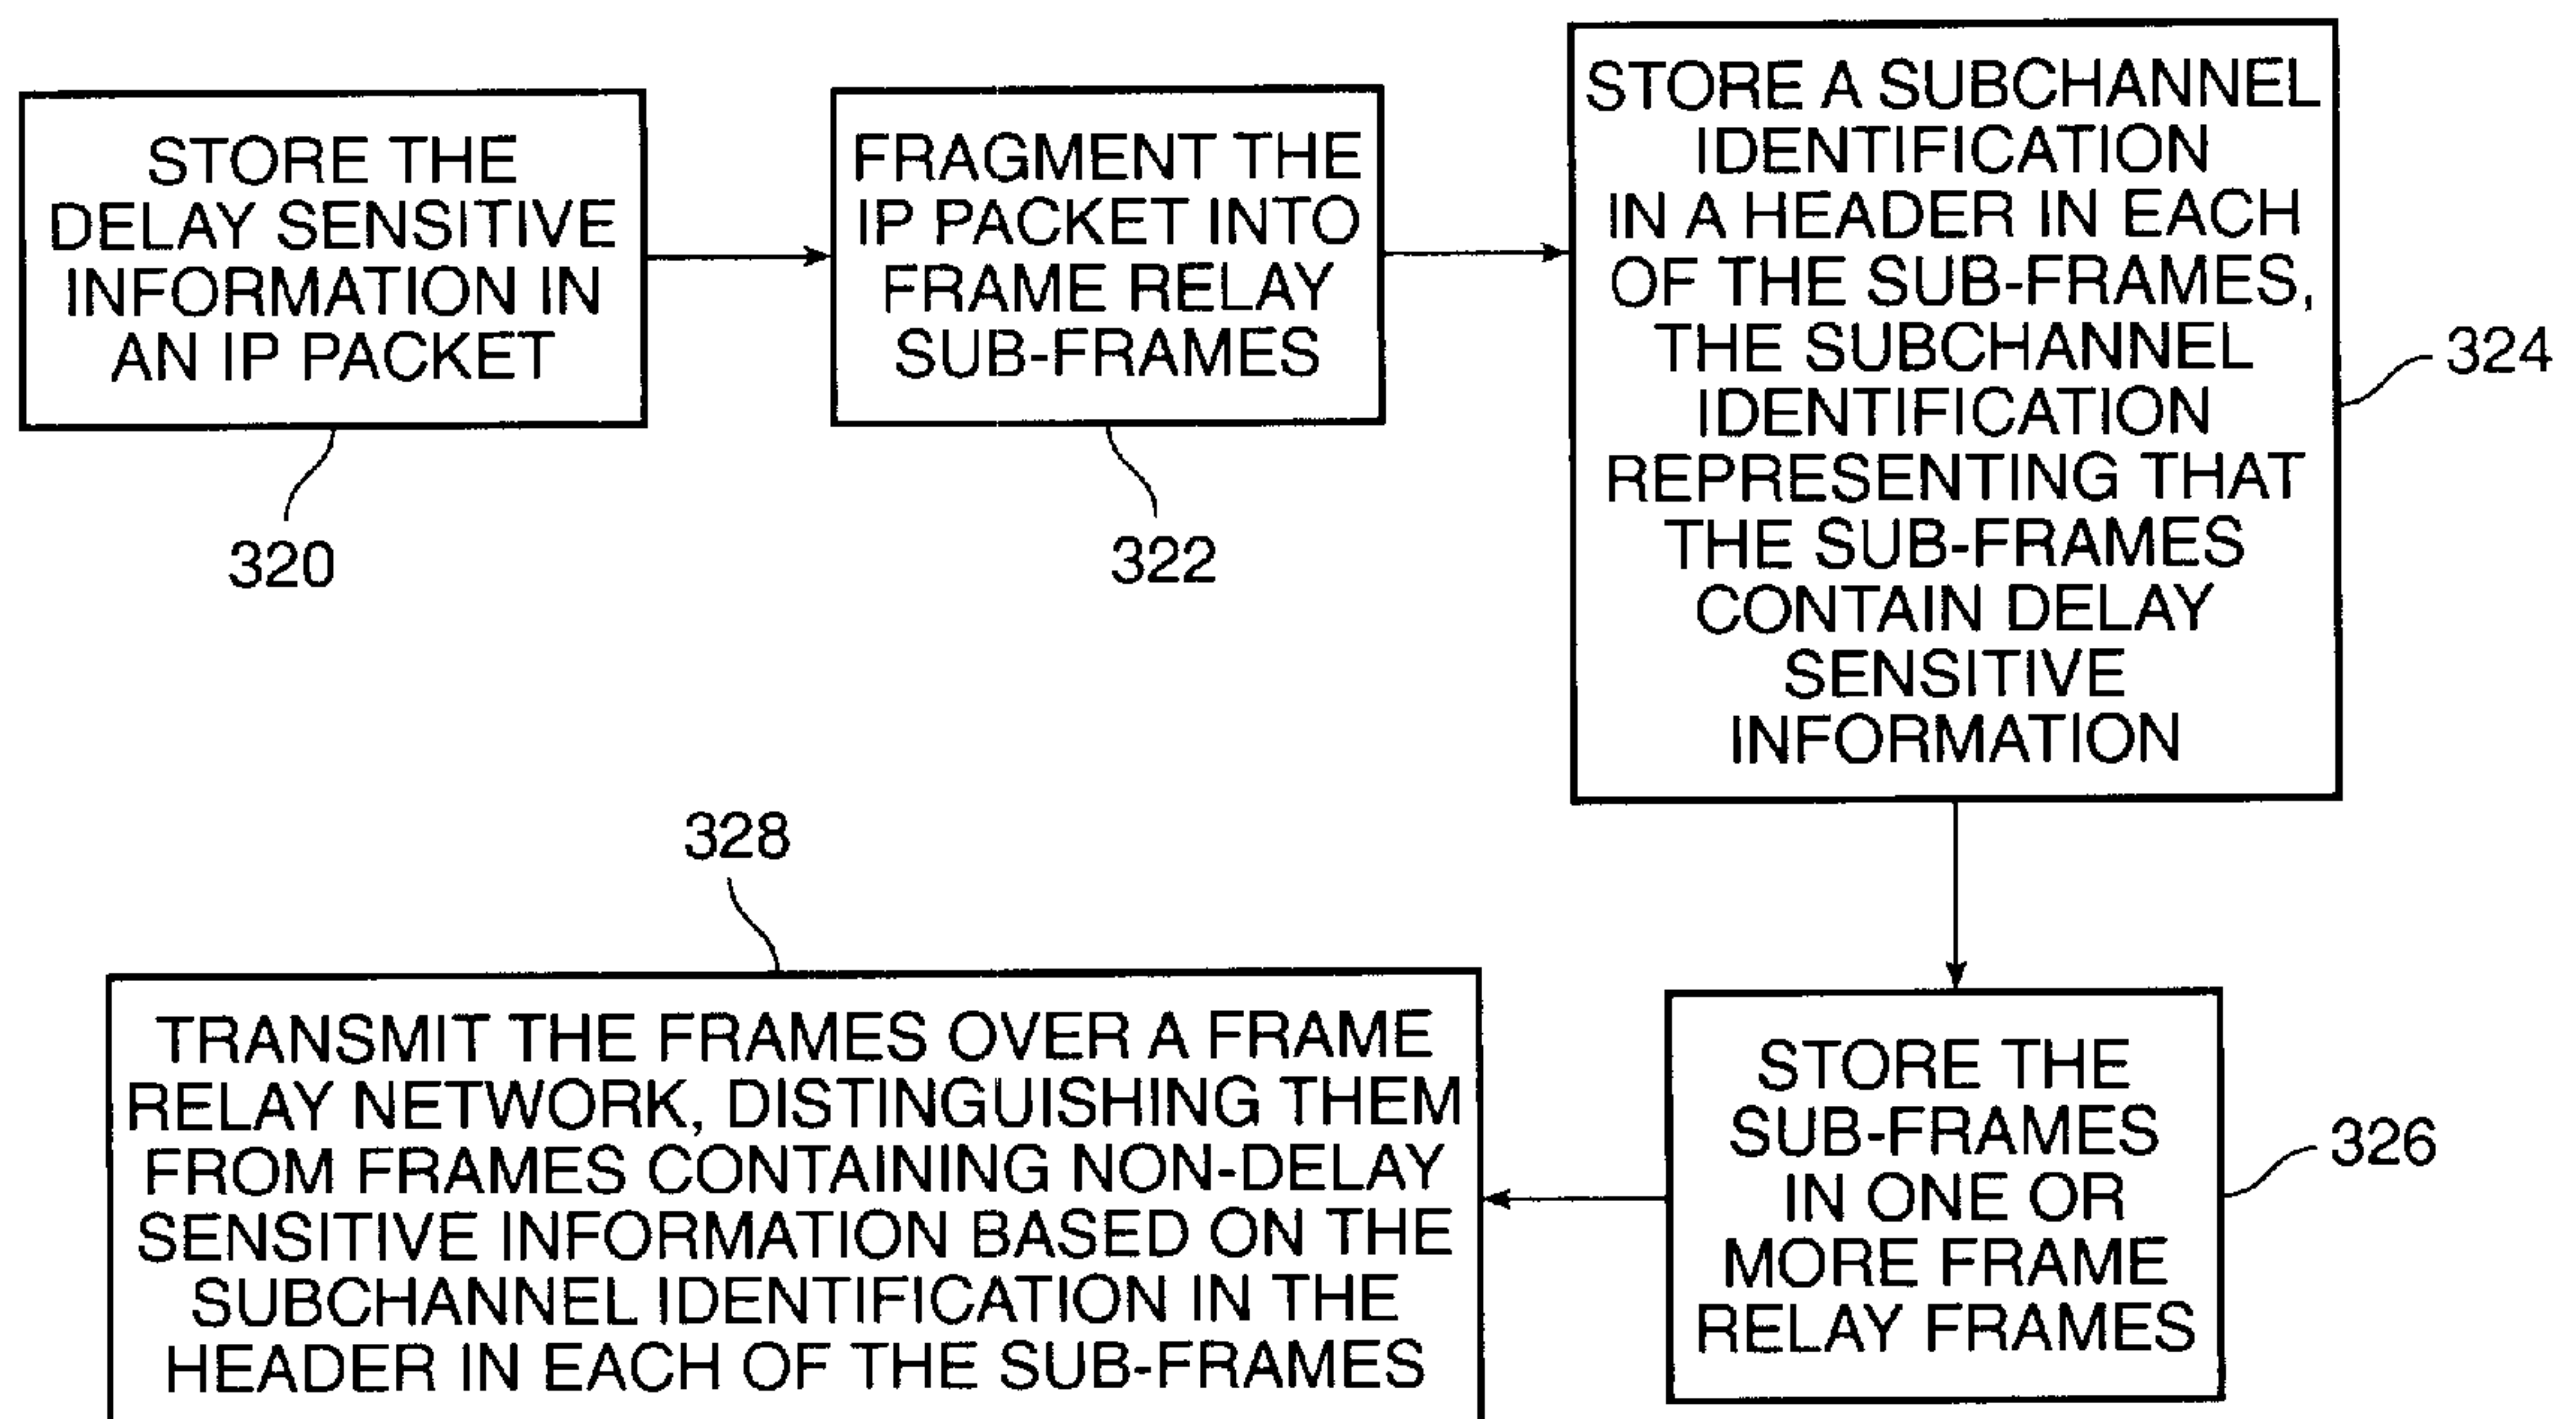 STORE THE
DELAY SENSITIVE
INFORMATION IN
AN IP PACKET
320
FRAGMENT THE
IP PACKET INTO
FRAME RELAY
SUB-FRAMES
322
STORE A SUBCHANNEL
IDENTIFICATION
IN A HEADER IN EACH
OF THE SUB-FRAMES,
THE SUBCHANNEL
IDENTIFICATION
REPRESENTING THAT
THE SUB-FRAMES
CONTAIN DELAY
SENSITIVE
INFORMATION
324
STORE THE
SUB-FRAMES
IN ONE OR
MORE FRAME
RELAY FRAMES
326
328
TRANSMIT THE FRAMES OVER A FRAME
RELAY NETWORK, DISTINGUISHING THEM
FROM FRAMES CONTAINING NON-DELAY
SENSITIVE INFORMATION BASED ON THE
SUBCHANNEL IDENTIFICATION IN THE
HEADER IN EACH OF THE SUB-FRAMES